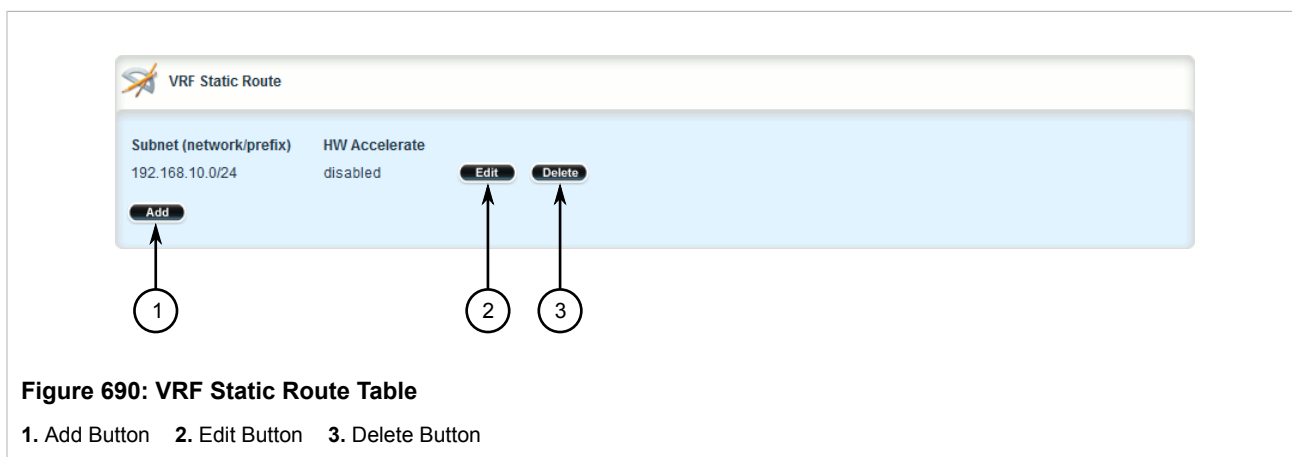 VRF Static Route
Subnet (network/prefix) HW Accelerate
192.168.10.0/24 disabled Edit Delete
Add
1 2 3
Figure 690: VRF Static Route Table
1. Add Button 2. Edit Button 3. Delete Button